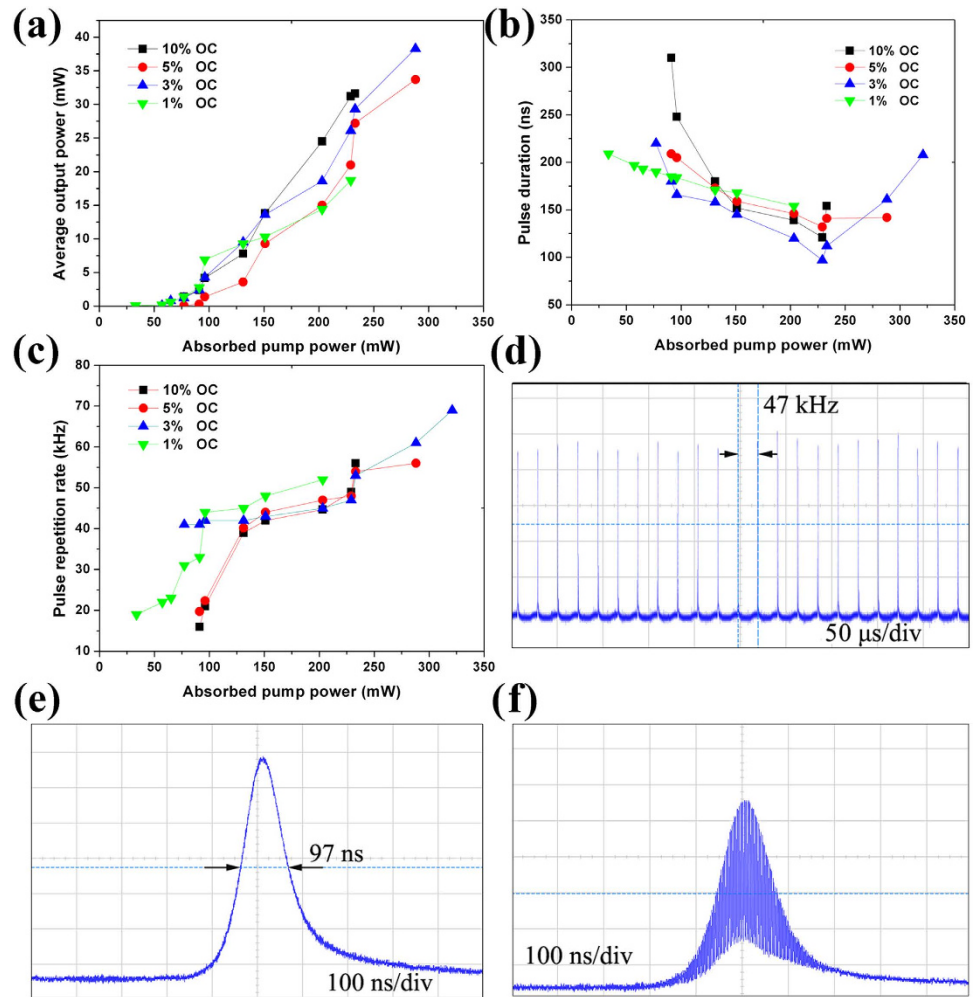 (a)
Average output power (mW)
40
35
30
25
20
15
10
5
0
10% OC
5% OC
3% OC
1% OC
0 50 100 150 200 250 300 350
Absorbed pump power (mW)
(b)
Pulse duration (ns)
350
300
250
200
150
100
50
10% OC
5% OC
3% OC
1% OC
0 50 100 150 200 250 300 350
Absorbed pump power (mW)
(c)
Pulse repetition rate (kHz)
80
70
60
50
40
30
20
10
10% OC
5% OC
3% OC
1% OC
0 50 100 150 200 250 300 350
Absorbed pump power (mW)
(d)
47 kHz
50 μs/div
(e)
97 ns
100 ns/div
(f)
100 ns/div